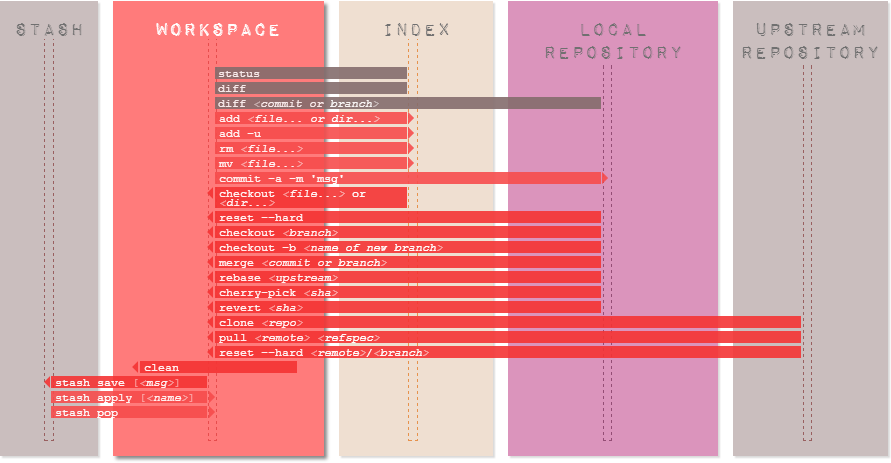 STASH
WORKSPACE
INDEX
LOCAL
REPOSITORY
UPSTREAM
REPOSITORY
status
diff
diff <commit or branch>
add <file... or dir...>
add -u
rm <file...>
mv <file...>
commit -a -m 'msg'
checkout <file...> or
<dir...>
reset --hard
checkout <branch>
checkout -b <name of new branch>
merge <commit or branch>
rebase <upstream>
cherry-pick <sha>
revert <sha>
clone <repo>
pull <remote> <refspec>
reset --hard <remote>/<branch>
clean
stash save [<msg>]
stash apply [<name>]
stash pop